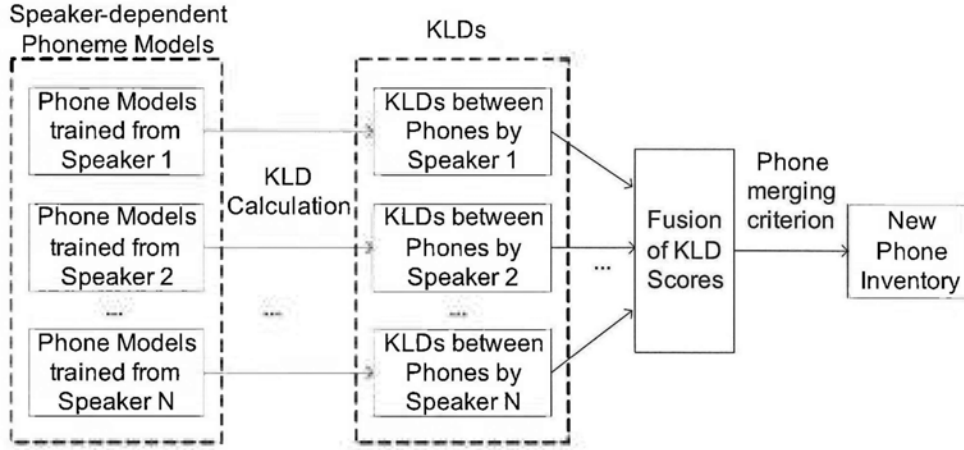 Speaker-dependent
Phoneme Models
KLDs
Phone Models
trained from
Speaker 1
KLDs between
Phones by
Speaker 1
KLD
Calculation
Phone Models
trained from
Speaker 2
KLDs between
Phones by
Speaker 2
...
...
...
...
Phone Models
trained from
Speaker N
KLDs between
Phones by
Speaker N
Fusion
of KLD
Scores
Phone
merging
criterion
New
Phone
Inventory